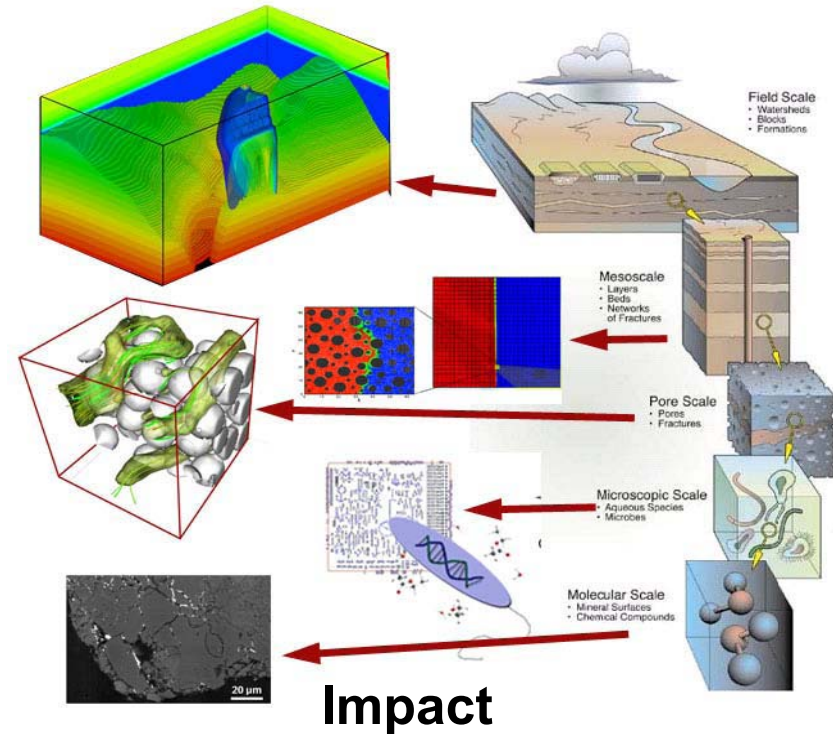 Field Scale
• Watersheds
• Blocks
• Formations
Mesoscale
• Layers
• Beds
• Networks
of Fractures
Pore Scale
• Pores
• Fractures
Microscopic Scale
• Aqueous Species
• Microbes
Molecular Scale
• Mineral Surfaces
• Chemical Compounds
20 µm
Impact